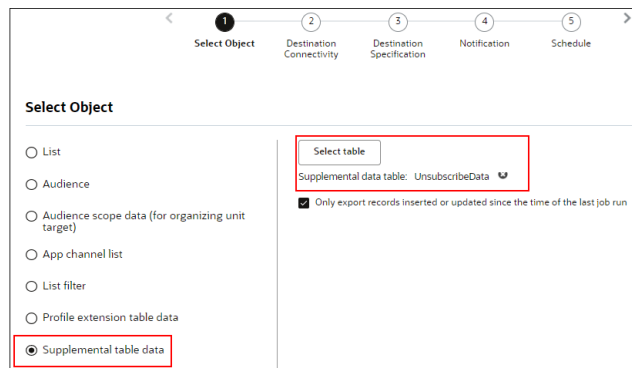 1 2 3 4 5
Select Object Destination Connectivity Destination Specification Notification Schedule
Select Object
List
Audience
Audience scope data (for organizing unit
target)
App channel list
List filter
Profile extension table data
Supplemental table data
Select table
Supplemental data table: UnsubscribeData
Only export records inserted or updated since the time of the last job run